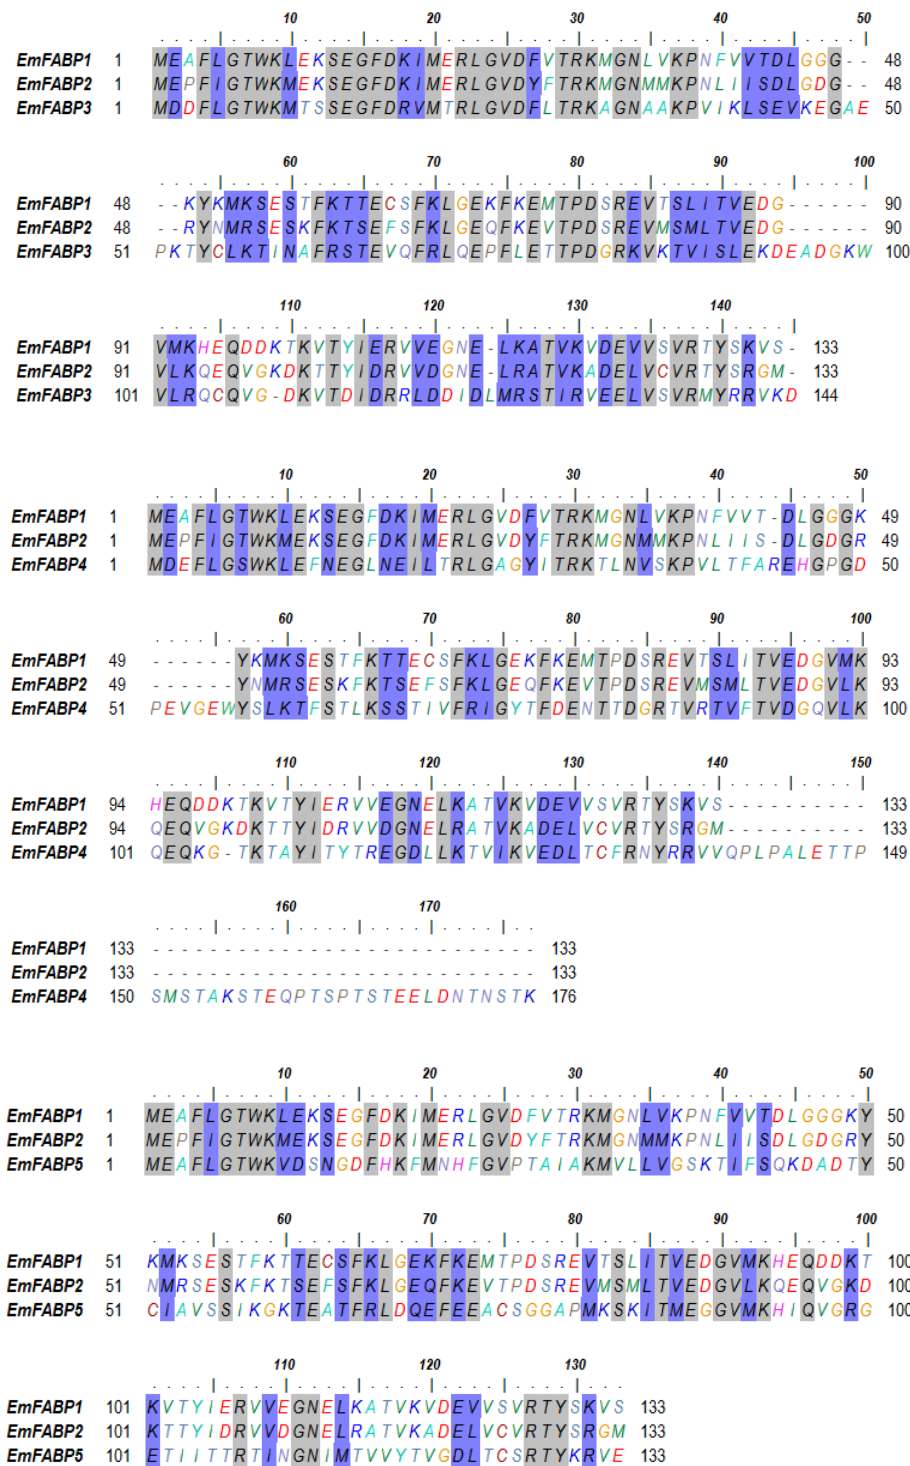 10 20 30 40 50
. . . . | . . . . | . . . . | . . . . | . . . . | . . . . | . . . . | . . . . | . . . . | . . . . |
EmFABP1 1 MEAFLGTWKLEKSEGFDKIMERLGVDFVTRKMGNLVKPNFVVTDLGGG-- 48
EmFABP2 1 MEPFIGTWKMEKSEGFDKIMERLGVDYFTRKMGNMMKPNLIISDLGDG-- 48
EmFABP3 1 MDDFLGTWKMTSSEGFDRVMTRLGVDFLTRKAGNAAKPVIKLSEVKEGAE 50
60 70 80 90 100
. . . . | . . . . | . . . . | . . . . | . . . . | . . . . | . . . . | . . . . | . . . . | . . . . |
EmFABP1 48 --KYKMKSESTFKTTECSFKLGEKFKEMTPDSREVTSLITVEDG------ 90
EmFABP2 48 --RYNMRSESKFKTSEFSFKLGEQFKEVTPDSREVMSMLTVEDG------ 90
EmFABP3 51 PKTYCLKTINAFRSTEVQFRLQEPFLETTPDGRKVKTVISLEKDEADGKW 100
110 120 130 140
. . . . | . . . . | . . . . | . . . . | . . . . | . . . . | . . . . | . . . . | . . . . |
EmFABP1 91 VMKHEQDDKTKVTYIERVVEGNE-LKATVKVDEVVSVRTYSKVS- 133
EmFABP2 91 VLKQEQVGKDKTTYIDRVVDGNE-LRATVKADELVCVRTYSRGM- 133
EmFABP3 101 VLRQCQVG-DKVTDIDRRLDDIDLMRSTIRVEELVSVRMYRRVKD 144
10 20 30 40 50
. . . . | . . . . | . . . . | . . . . | . . . . | . . . . | . . . . | . . . . | . . . . | . . . . |
EmFABP1 1 MEAFLGTWKLEKSEGFDKIMERLGVDFVTRKMGNLVKPNFVVT-DLGGGK 49
EmFABP2 1 MEPFIGTWKMEKSEGFDKIMERLGVDYFTRKMGNMMKPNLIIS-DLGDGR 49
EmFABP4 1 MDEFLGSWKLEFNEGLNEILTRLGAGYITRKTLNVSKPVLTFAREHGPGD 50
60 70 80 90 100
. . . . | . . . . | . . . . | . . . . | . . . . | . . . . | . . . . | . . . . | . . . . | . . . . |
EmFABP1 49 ------YKMKSESTFKTTECSFKLGEKFKEMTPDSREVTSLITVEDGVMK 93
EmFABP2 49 ------YNMRSESKFKTSEFSFKLGEQFKEVTPDSREVMSMLTVEDGVLK 93
EmFABP4 51 PEVGEWYSLKTFSTLKSSTIVFRIGYTFDENTTDGRTVRTVFTVDGQVLK 100
110 120 130 140 150
. . . . | . . . . | . . . . | . . . . | . . . . | . . . . | . . . . | . . . . | . . . . | . . . . |
EmFABP1 94 HEQDDKTKVTYIERVVEGNELKATVKVDEVVSVRTYSKVS---------- 133
EmFABP2 94 QEQVGKDKTTYIDRVVDGNELRATVKADELVCVRTYSRGM---------- 133
EmFABP4 101 QEQKG-TKTAYITYTREGDLLKTVIKVEDLTCFRNYRRVVQPLPALETTP 149
160 170
. . . . | . . . . | . . . . | . . . . | . . . . | . .
EmFABP1 133 --------------------------- 133
EmFABP2 133 --------------------------- 133
EmFABP4 150 SMSTAKSTEQPTSPTSTEELDNTNSTK 176
10 20 30 40 50
. . . . | . . . . | . . . . | . . . . | . . . . | . . . . | . . . . | . . . . | . . . . | . . . . |
EmFABP1 1 MEAFLGTWKLEKSEGFDKIMERLGVDFVTRKMGNLVKPNFVVTDLGGGKY 50
EmFABP2 1 MEPFIGTWKMEKSEGFDKIMERLGVDYFTRKMGNMMKPNLIISDLGDGRY 50
EmFABP5 1 MEAFLGTWKVDSNGDFHKFMNHFGVPTAIAKMVLLVGSKTIFSQKDADTY 50
60 70 80 90 100
. . . . | . . . . | . . . . | . . . . | . . . . | . . . . | . . . . | . . . . | . . . . | . . . . |
EmFABP1 51 KMKSESTFKTTECSFKLGEKFKEMTPDSREVTSLITVEDGVMKHEQDDKT 100
EmFABP2 51 NMRSESKFKTSEFSFKLGEQFKEVTPDSREVMSMLTVEDGVLKQEQVGKD 100
EmFABP5 51 CIAVSSIKGKTEATFRLDQEFEEACSGGAPMKSKITMEGGVMKHIQVGRG 100
110 120 130
. . . . | . . . . | . . . . | . . . . | . . . . | . . . . | . . .
EmFABP1 101 KVTYIERVVEGNELKATVKVDEVVSVRTYSKVS 133
EmFABP2 101 KTTYIDRVVDGNELRATVKADELVCVRTYSRGM 133
EmFABP5 101 ETIITTRTINGNIMTVVYTVGDLTCSRTYKRVE 133